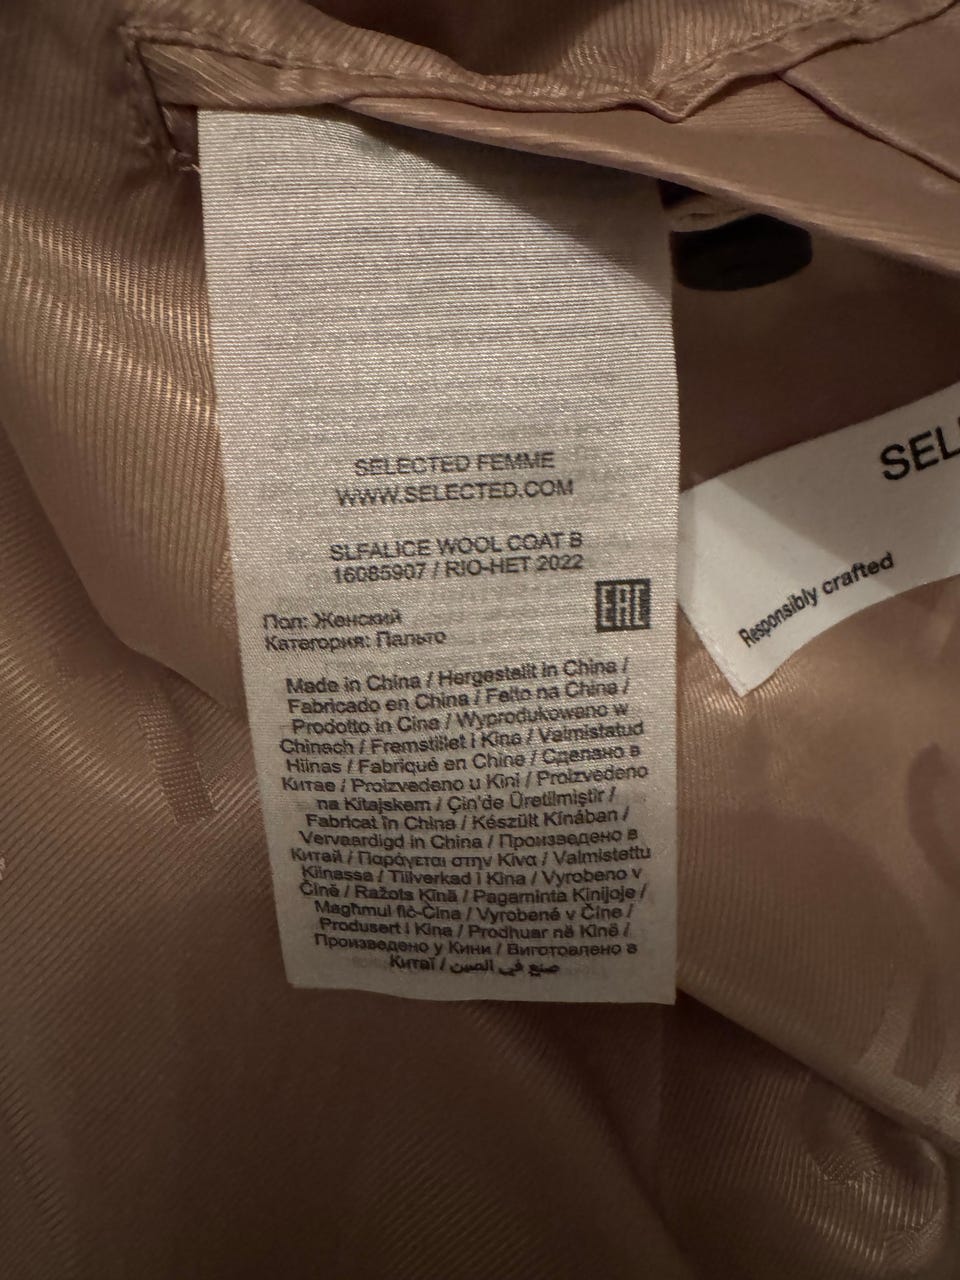 SELECTED FEMME
WWW.SELECTED.COM
SLFALICE WOOL COAT B
16085907 / RIO-HET 2022
EAC
Пол: Женский
Категория: Пальто
Made in China / Hergestellt in China /
Fabricado en China / Feito na China /
Prodotto in Cina / Wyprodukowano w
Chinach / Fremstillet i Kina / Valmistatud
Hiinas / Fabriqué en Chine / Сделано в
Китае / Proizvedeno u Kini / Proizvedeno
na Kitajskem / Çin'de Üretilmiştir /
Fabricat în China / Készült Kínában /
Vervaardigd in China / Произведено в
Китай / Παράγεται στην Κίνα / Valmistettu
Kiinassa / Tillverkad i Kina / Vyrobeno v
Číně / Ražots Ķīnā / Pagaminta Kinijoje /
Magħmul fiċ-Ċina / Vyrobené v Číne /
Produsert i Kina / Prodhuar në Kinë /
Произведено у Кини / Виготовлено в
Китаї / صنع في الصين
SEL
Responsibly crafted